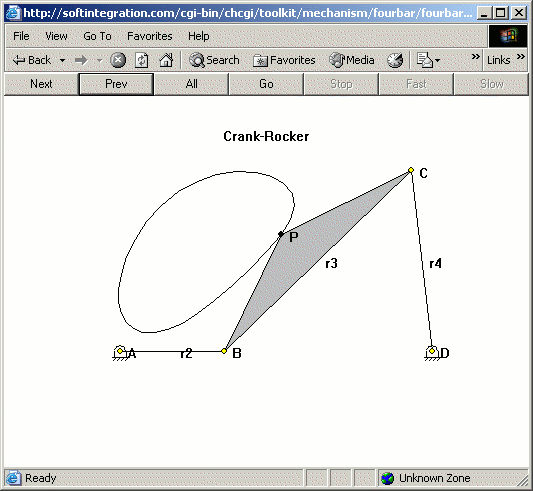 http://softintegration.com/cgi-bin/chcgi/toolkit/mechanism/fourbar/fourbar...
File View Go To Favorites Help
Back Search Favorites Media » Links »
Next Prev All Go Stop Fast Slow
Crank-Rocker
C
P
r3 r4
A r2 B D
Ready Unknown Zone